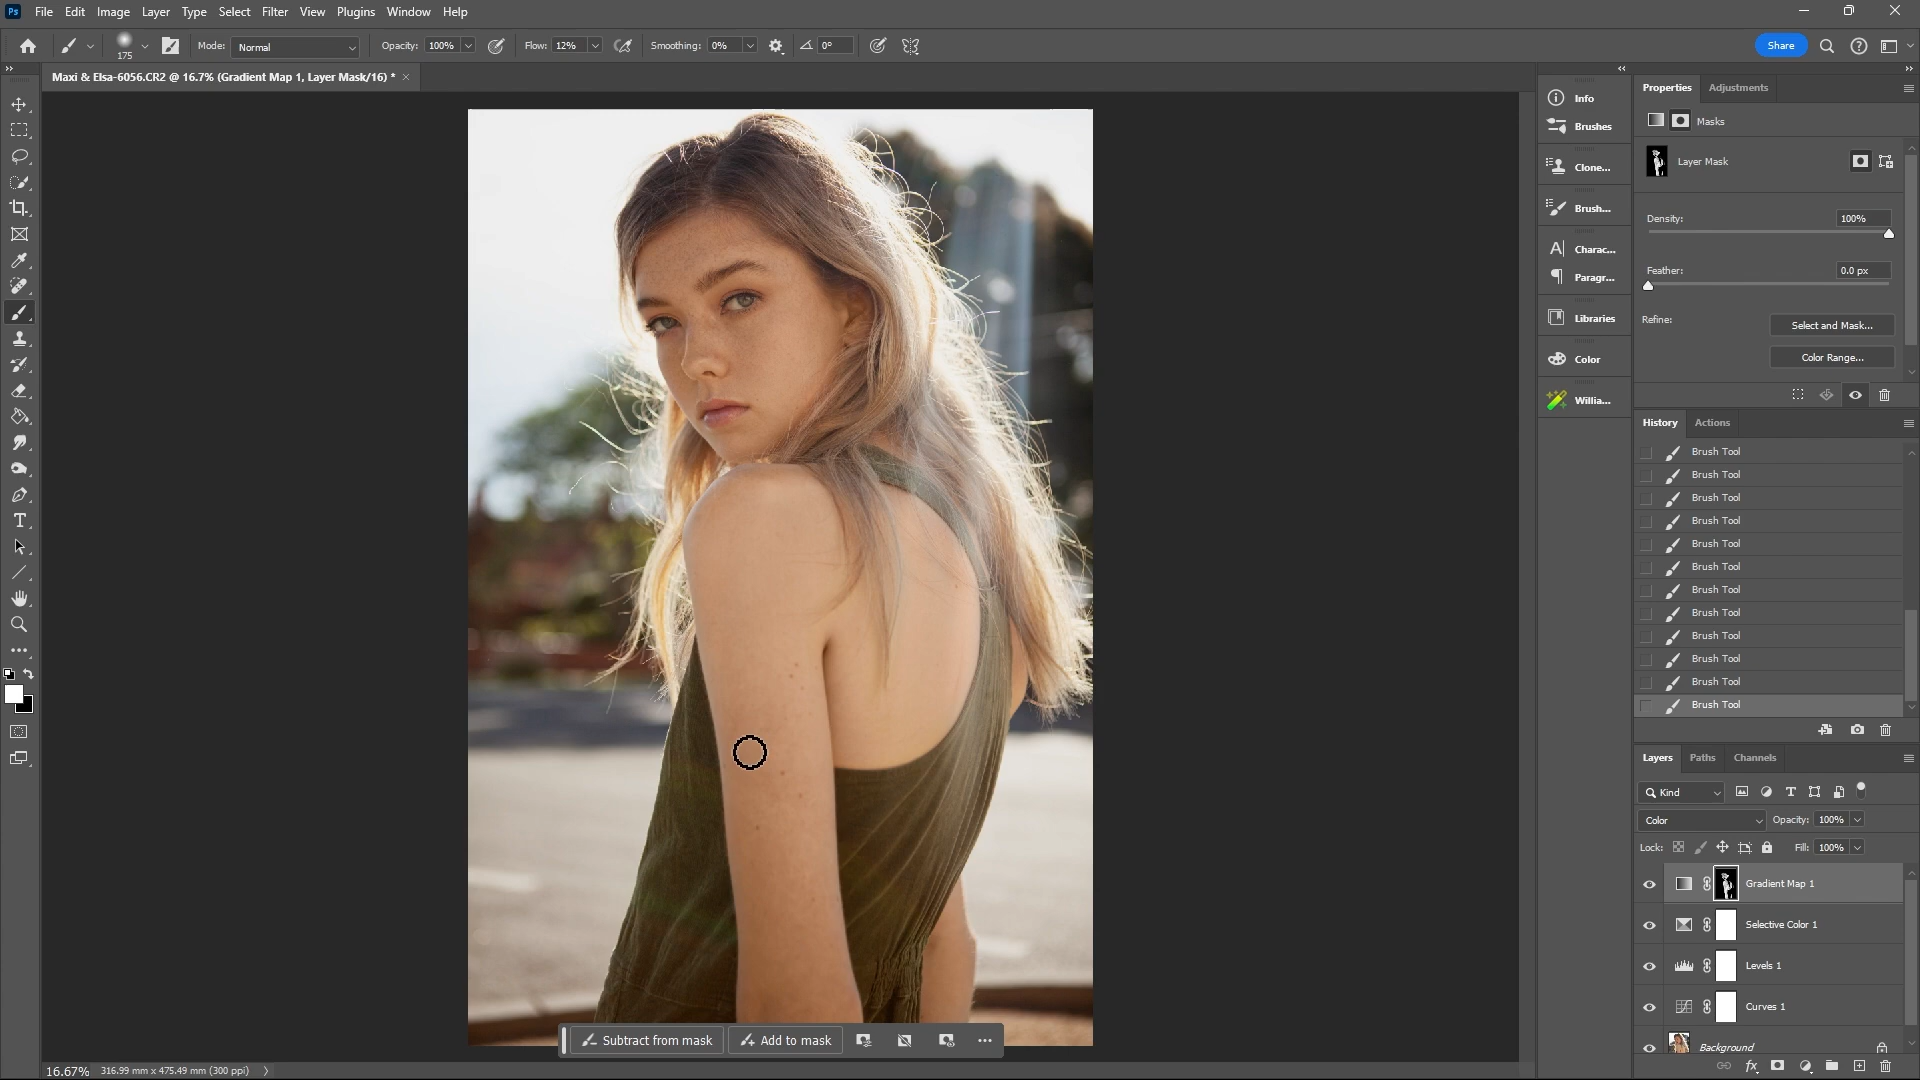 Ps File Edit Image Layer Type Select Filter View Plugins Window Help
175 Mode: Normal Opacity: 100% Flow: 12% Smoothing: 0% 0° Share
Maxi & Elsa-6056.CR2 @ 16.7% (Gradient Map 1, Layer Mask/16) *
Info
Brushes
Clone...
Brush...
Charac...
Paragr...
Libraries
Color
Willia...
Properties Adjustments
Masks
Layer Mask
Density: 100%
Feather: 0.0 px
Refine: Select and Mask...
Color Range...
History Actions
Brush Tool
Brush Tool
Brush Tool
Brush Tool
Brush Tool
Brush Tool
Brush Tool
Brush Tool
Brush Tool
Brush Tool
Brush Tool
Brush Tool
Layers Paths Channels
Kind
Color Opacity: 100%
Lock: Fill: 100%
Gradient Map 1
Selective Color 1
Levels 1
Curves 1
Background
fx
Subtract from mask Add to mask
16.67% 316.99 mm x 475.49 mm (300 ppi)